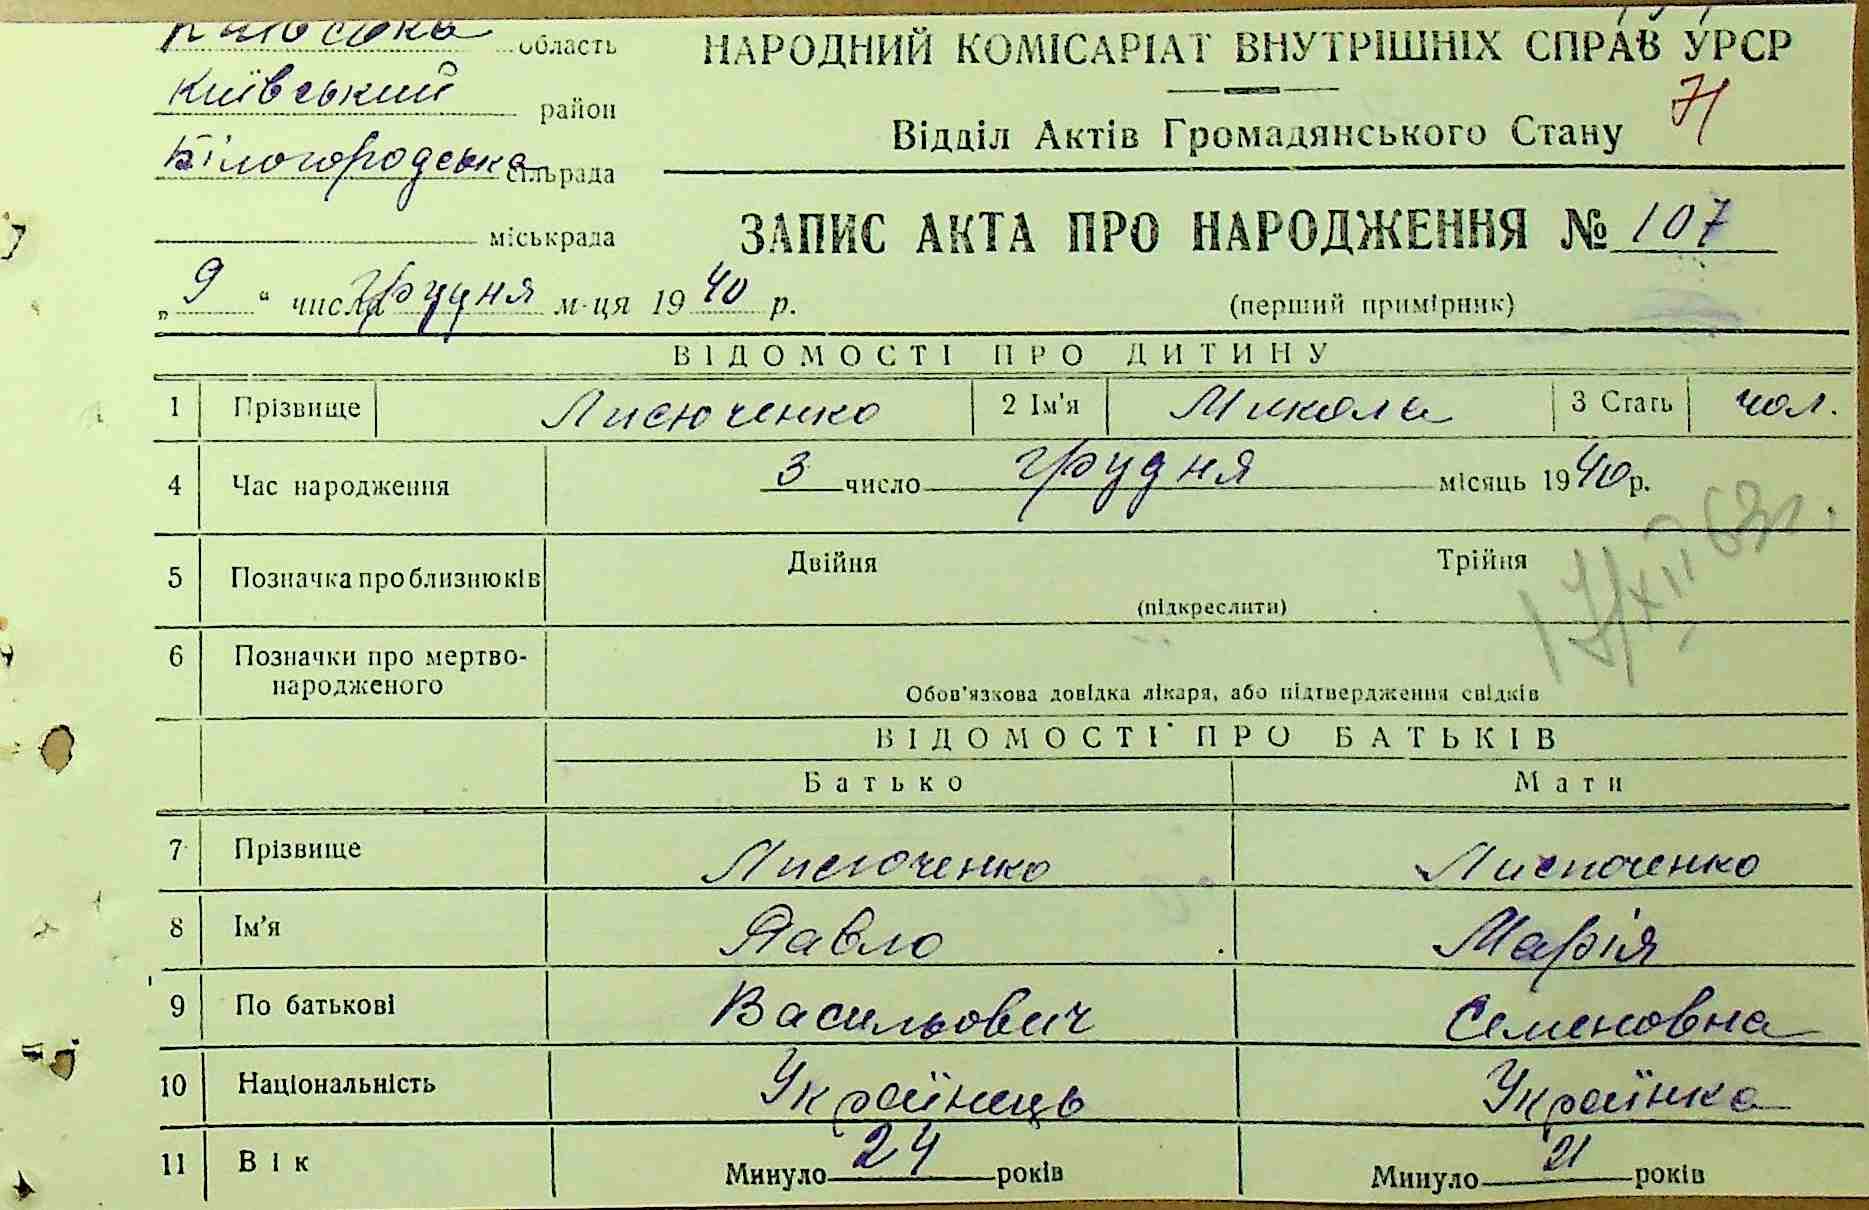 Київська область
Київський район
Білогородська сільрада
міськрада
„ 9 “ числа грудня м-ця 1940 р.
НАРОДНИЙ КОМІСАРІАТ ВНУТРІШНІХ СПРАВ УРСР
Відділ Актів Громадянського Стану
ЗАПИС АКТА ПРО НАРОДЖЕННЯ № 107
(перший примірник)
ВІДОМОСТІ ПРО ДИТИНУ
1 Прізвище Лисюченко 2 Ім'я Микола 3 Стать чол.
4 Час народження 3 число грудня місяць 1940 р.
5 Позначка про близнюків Двійня Трійня
(підкреслити)
6 Позначки про мертво-
народженого
Обов'язкова довідка лікаря, або підтвердження свідків
ВІДОМОСТІ ПРО БАТЬКІВ
Батько Мати
7 Прізвище Лисюченко Лисюченко
8 Ім'я Павло Марія
9 По батькові Васильович Семеновна
10 Національність Українець Українка
11 Вік Минуло 24 років Минуло 21 років